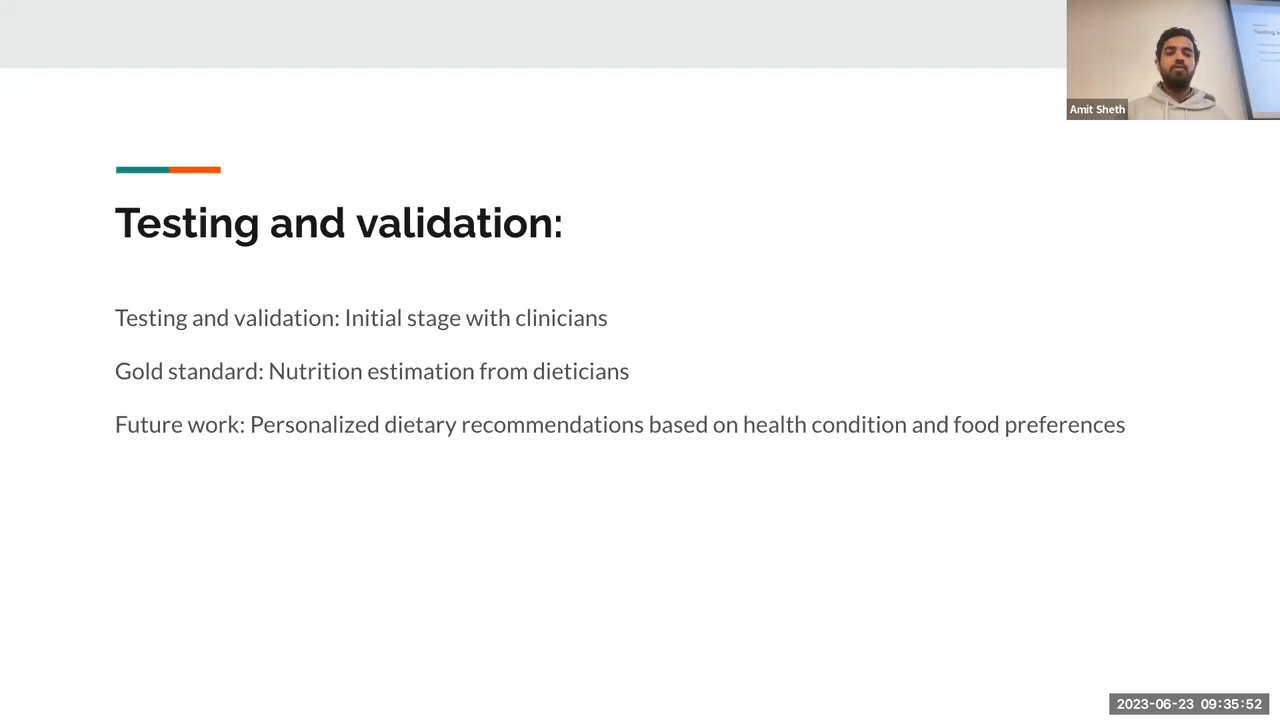 Amit Sheth
Testing and validation:
Testing and validation: Initial stage with clinicians
Gold standard: Nutrition estimation from dieticians
Future work: Personalized dietary recommendations based on health condition and food preferences
2023-06-23 09:35:52